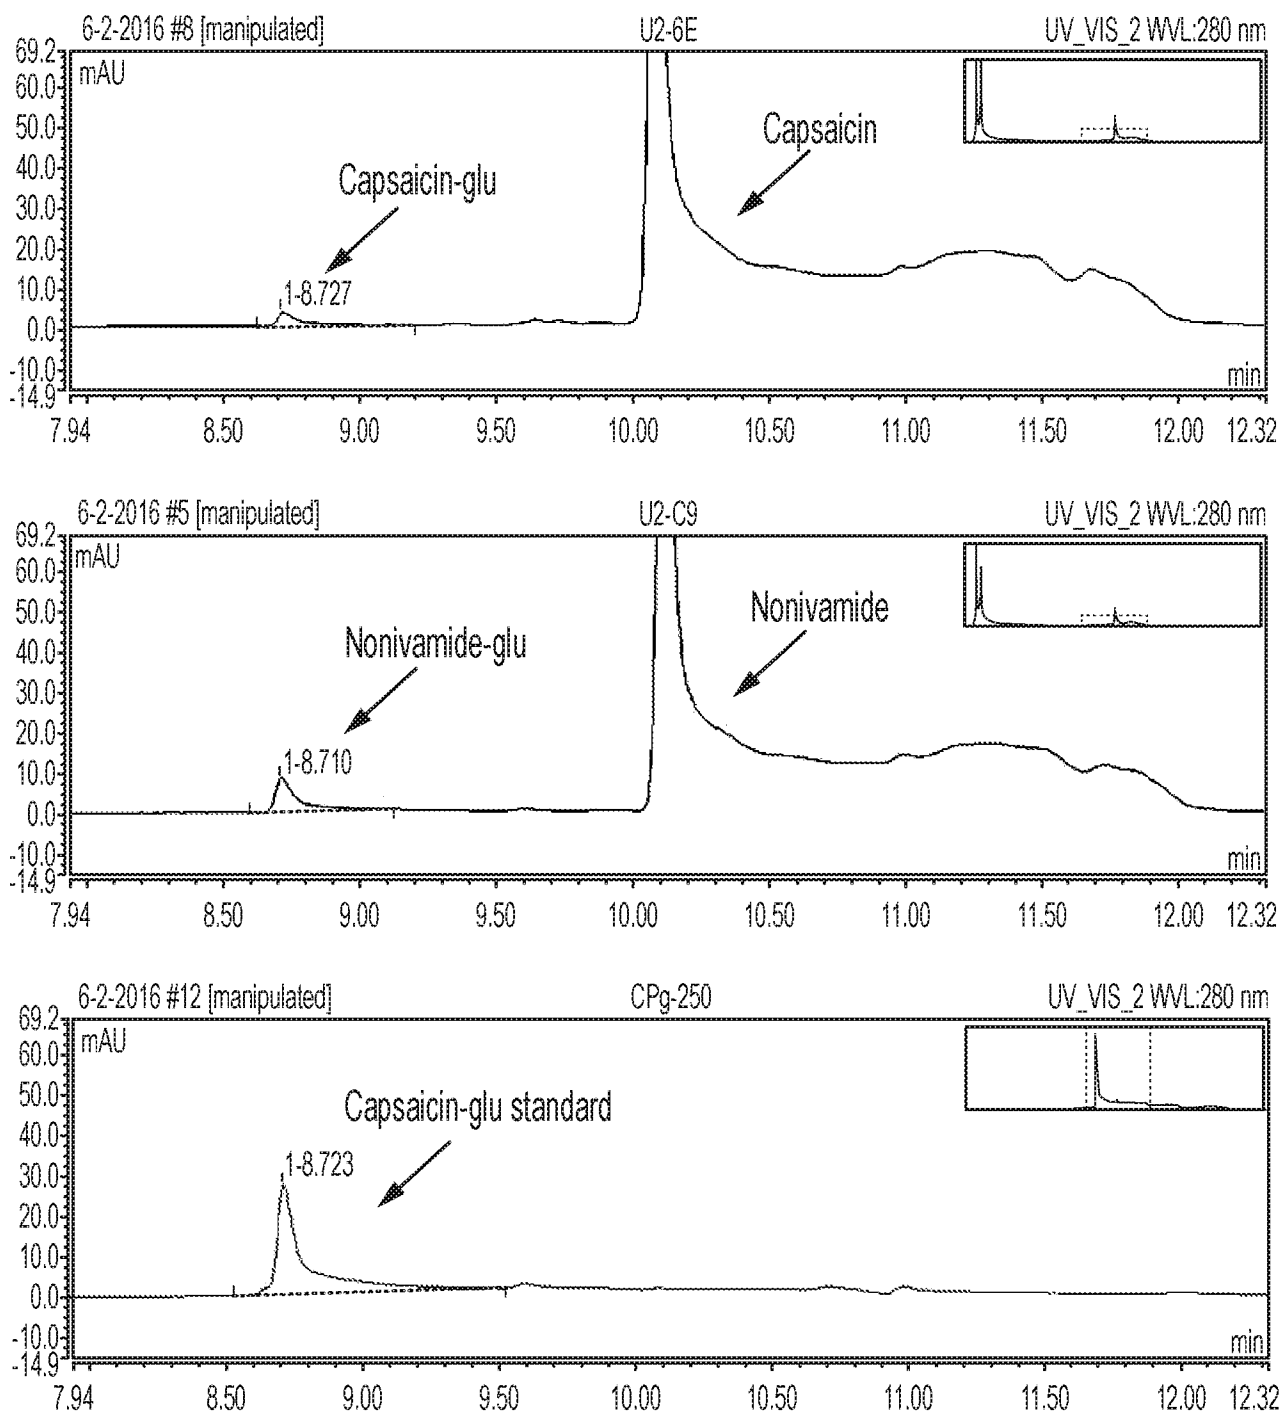 6-2-2016 #8 [manipulated] U2-6E UV_VIS_2 WVL:280 nm
69.2
mAU
60.0
50.0
Capsaicin
40.0
Capsaicin-glu
30.0
20.0
10.0
1-8.727
0.0
-10.0
min
-14.9
7.94 8.50 9.00 9.50 10.00 10.50 11.00 11.50 12.00 12.32
6-2-2016 #5 [manipulated] U2-C9 UV_VIS_2 WVL:280 nm
69.2
mAU
60.0
Nonivamide
50.0
Nonivamide-glu
40.0
30.0
20.0
1-8.710
10.0
0.0
-10.0
min
-14.9
7.94 8.50 9.00 9.50 10.00 10.50 11.00 11.50 12.00 12.32
6-2-2016 #12 [manipulated] CPg-250 UV_VIS_2 WVL:280 nm
69.2
mAU
60.0
50.0
Capsaicin-glu standard
40.0
1-8.723
30.0
20.0
10.0
0.0
-10.0
min
-14.9
7.94 8.50 9.00 9.50 10.00 10.50 11.00 11.50 12.00 12.32